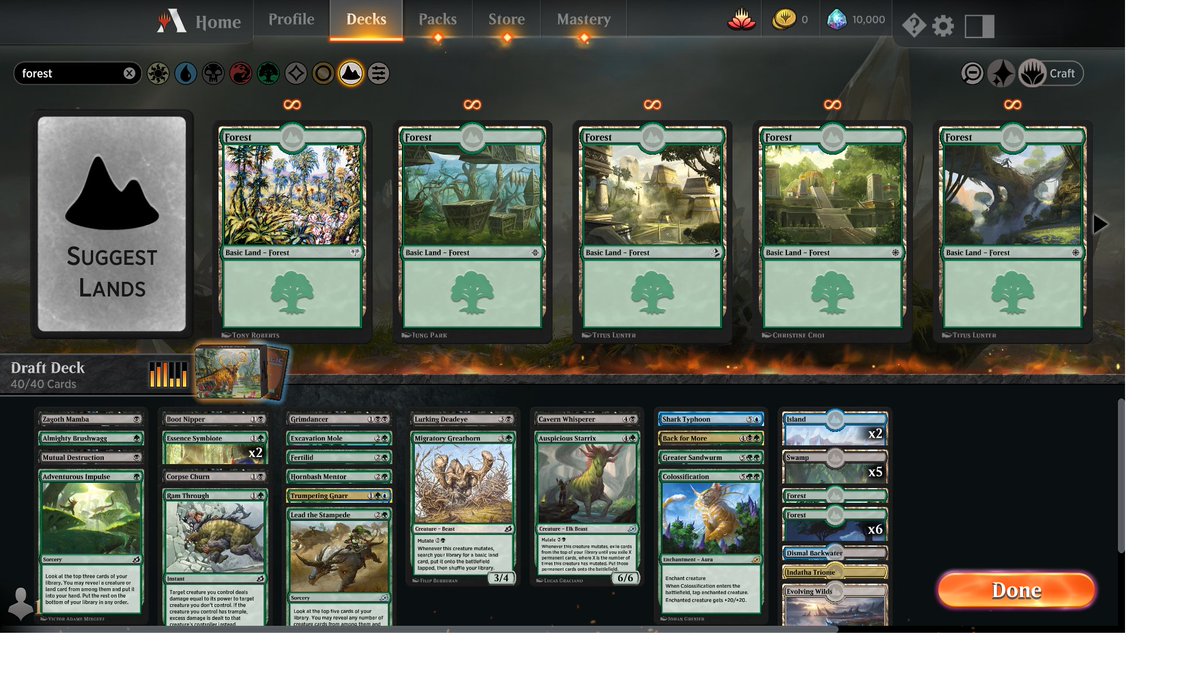 Home
Profile
Decks
Packs
Store
Mastery
0
10,000
forest
Craft
SUGGEST
LANDS
Forest
Basic Land – Forest
TONY ROBERTS
Forest
Basic Land – Forest
JUNG PARK
Forest
Basic Land – Forest
TITUS LUNTER
Forest
Basic Land – Forest
CHRISTINE CHOI
Forest
Basic Land – Forest
TITUS LUNTER
Draft Deck
40/40 Cards
Zagoth Mamba
Almighty Brushwagg
Mutual Destruction
Adventurous Impulse
Sorcery
Look at the top three cards of your
library. You may reveal a creature or
land card from among them and put it
into your hand. Put the rest on the
bottom of your library in any order.
VICTOR ADAME MINGUEZ
Boot Nipper
Essence Symbiote
x2
Corpse Churn
Ram Through
Instant
Target creature you control deals
damage equal to its power to target
creature you don't control. If the
creature you control has trample,
excess damage is dealt to that
creature's controller instead.
Grimdancer
Excavation Mole
Fertilid
Hornbash Mentor
Trumpeting Gnarr
Lead the Stampede
Sorcery
Look at the top five cards of your
library. You may reveal any number of
creature cards from among them and
Lurking Deadeye
Migratory Greathorn
Creature – Beast
Mutate
Whenever this creature mutates,
search your library for a basic land
card, put it onto the battlefield
tapped, then shuffle your library.
3/4
FILIP BURBURAN
Cavern Whisperer
Auspicious Starrix
Creature – Elk Beast
Mutate
Whenever this creature mutates, exile cards
from the top of your library until you exile X
permanent cards, where X is the number of
times this creature has mutated. Put those
permanent cards onto the battlefield.
6/6
LUCAS GRACIANO
Shark Typhoon
Back for More
Greater Sandwurm
Colossification
Enchantment – Aura
Enchant creature
When Colossification enters the
battlefield, tap enchanted creature.
Enchanted creature gets +20/+20.
JOHAN GRENIER
Island
x2
Swamp
x5
Forest
Forest
x6
Dismal Backwater
Indatha Triome
Evolving Wilds
Done